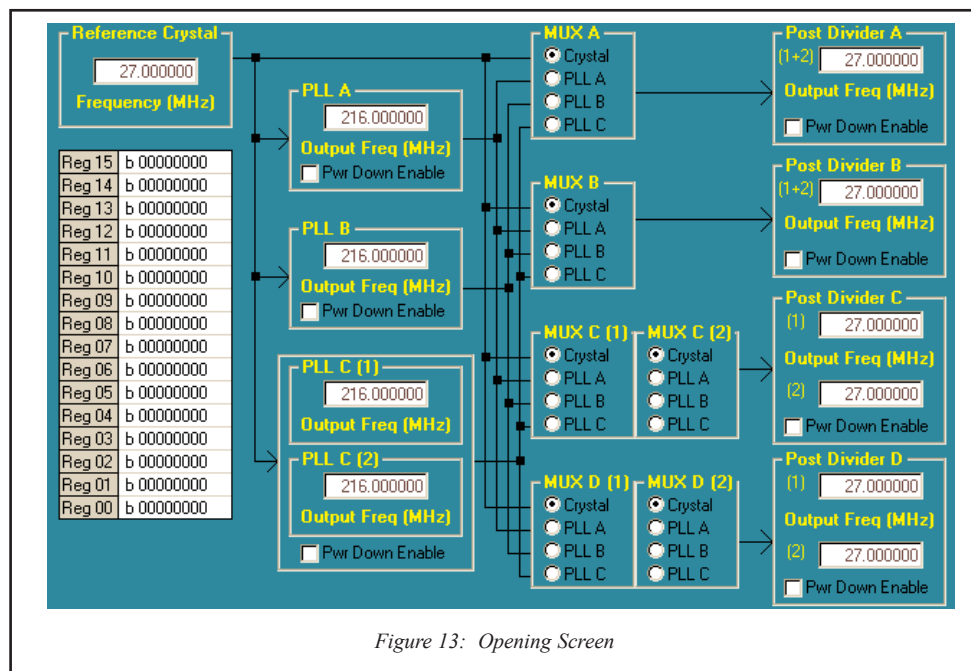 Reference Crystal
27.000000
Frequency (MHz)
Reg 15 b 00000000
Reg 14 b 00000000
Reg 13 b 00000000
Reg 12 b 00000000
Reg 11 b 00000000
Reg 10 b 00000000
Reg 09 b 00000000
Reg 08 b 00000000
Reg 07 b 00000000
Reg 06 b 00000000
Reg 05 b 00000000
Reg 04 b 00000000
Reg 03 b 00000000
Reg 02 b 00000000
Reg 01 b 00000000
Reg 00 b 00000000
PLL A
216.000000
Output Freq (MHz)
Pwr Down Enable
PLL B
216.000000
Output Freq (MHz)
Pwr Down Enable
PLL C (1)
216.000000
Output Freq (MHz)
PLL C (2)
216.000000
Output Freq (MHz)
Pwr Down Enable
MUX A
Crystal
PLL A
PLL B
PLL C
MUX B
Crystal
PLL A
PLL B
PLL C
MUX C (1)
Crystal
PLL A
PLL B
PLL C
MUX C (2)
Crystal
PLL A
PLL B
PLL C
MUX D (1)
Crystal
PLL A
PLL B
PLL C
MUX D (2)
Crystal
PLL A
PLL B
PLL C
Post Divider A
(1+2) 27.000000
Output Freq (MHz)
Pwr Down Enable
Post Divider B
(1+2) 27.000000
Output Freq (MHz)
Pwr Down Enable
Post Divider C
(1) 27.000000
Output Freq (MHz)
(2) 27.000000
Pwr Down Enable
Post Divider D
(1) 27.000000
Output Freq (MHz)
(2) 27.000000
Pwr Down Enable
Figure 13: Opening Screen